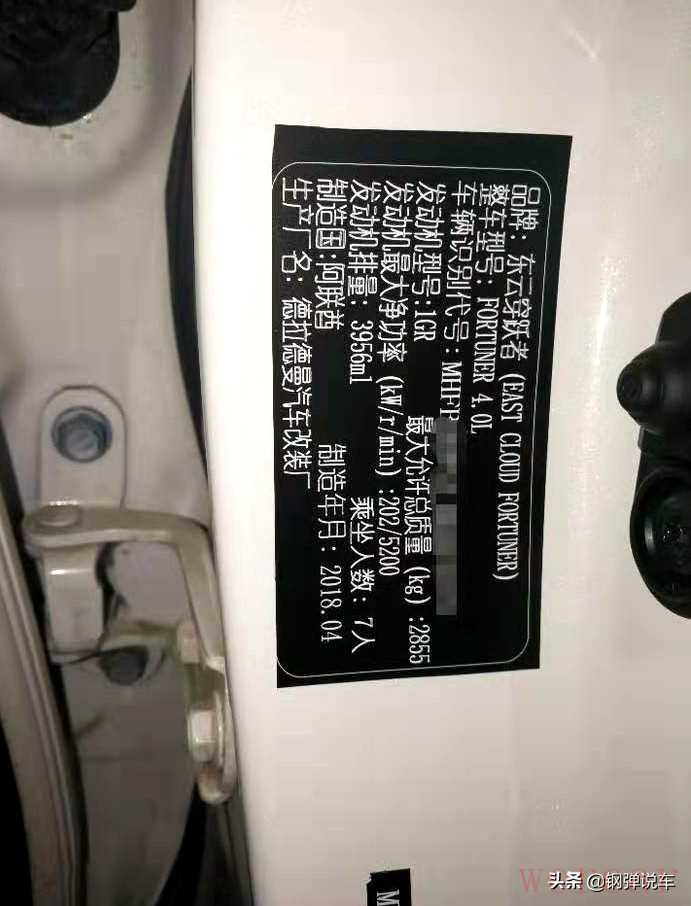 品牌: 东云穿跃者 (EAST CLOUD FORTUNER)
整车型号: FORTUNER 4.0L
车辆识别代号: MHFP
发动机型号:1GR 最大允许总质量 (kg) :2855
发动机最大净功率 (kW/r/min) :202/5200
发动机排量: 3956ml 乘坐人数: 7人
制造国:阿联酋 制造年月: 2018.04
生产厂名: 德拉德曼汽车改装厂
M
头条 @钢弹说车